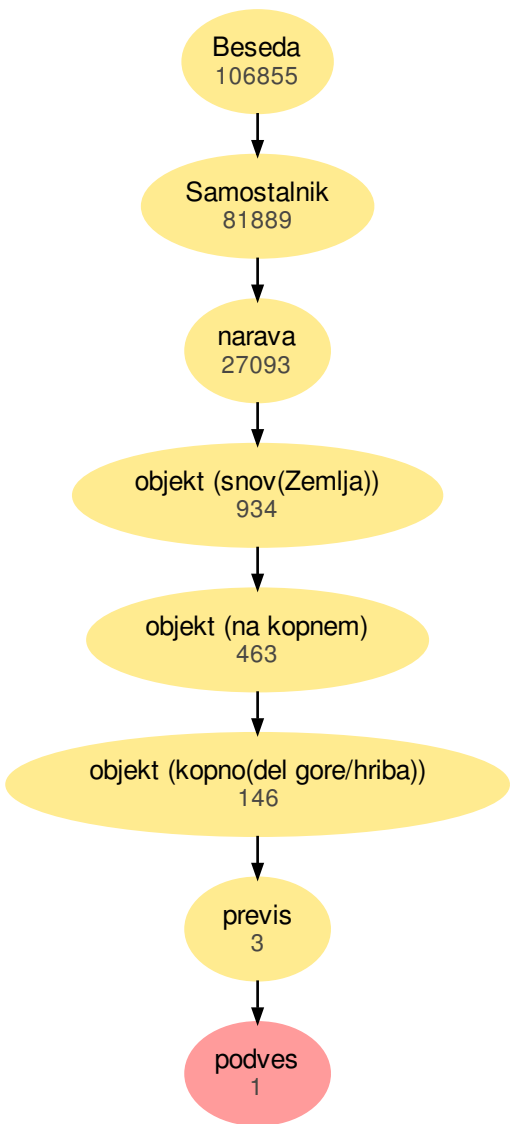 Beseda
106855
Samostalnik
81889
narava
27093
objekt (snov(Zemlja))
934
objekt (na kopnem)
463
objekt (kopno(del gore/hriba))
146
previs
3
podves
1